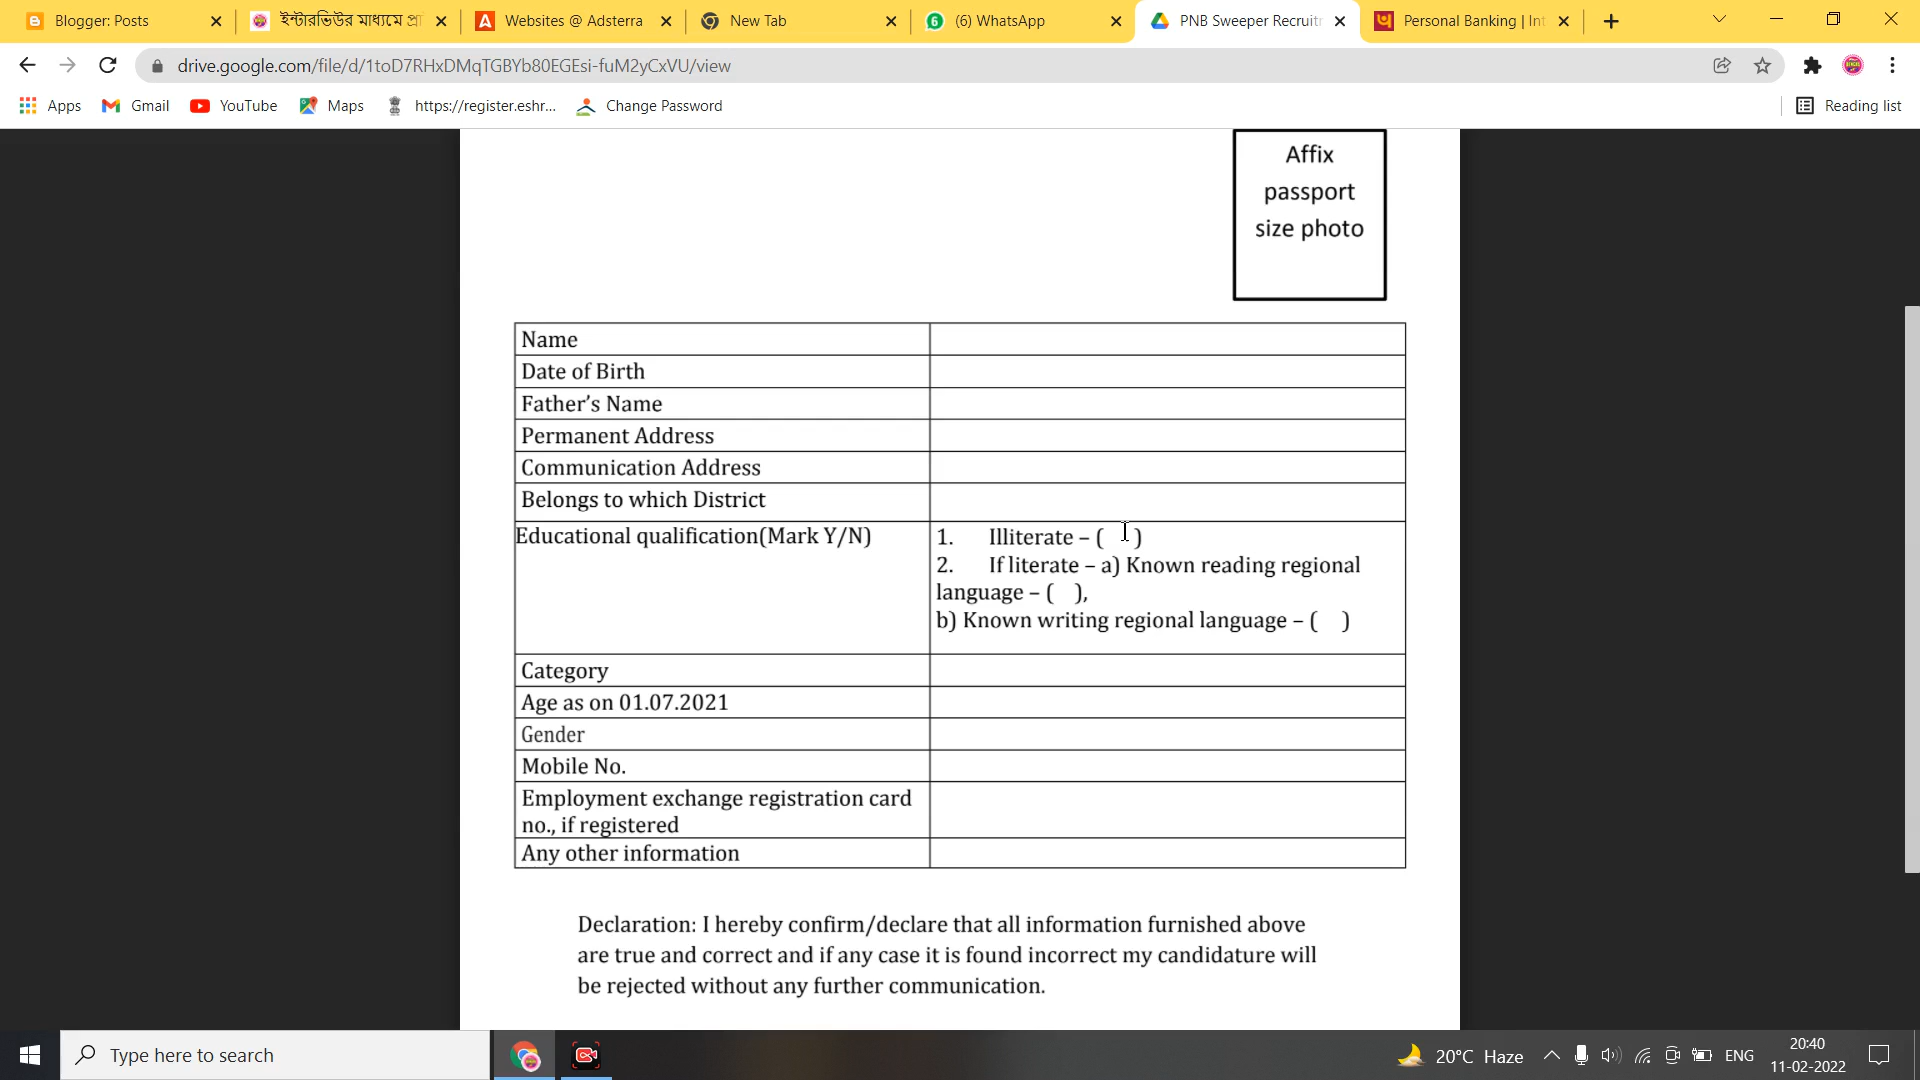 Blogger: Posts
ইন্টারভিউর মাধ্যমে প্রা
Websites @ Adsterra
New Tab
(6) WhatsApp
PNB Sweeper Recruitm
Personal Banking | Int
drive.google.com/file/d/1toD7RHxDMqTGBYb80EGEsi-fuM2yCxVU/view
Apps
Gmail
YouTube
Maps
https://register.eshr...
Change Password
Reading list
Affix
passport
size photo
Name
Date of Birth
Father’s Name
Permanent Address
Communication Address
Belongs to which District
Educational qualification(Mark Y/N)
1. Illiterate – ( )
2. If literate – a) Known reading regional
language – ( ),
b) Known writing regional language – ( )
Category
Age as on 01.07.2021
Gender
Mobile No.
Employment exchange registration card
no., if registered
Any other information
Declaration: I hereby confirm/declare that all information furnished above
are true and correct and if any case it is found incorrect my candidature will
be rejected without any further communication.
Type here to search
20°C Haze
ENG
20:40
11-02-2022